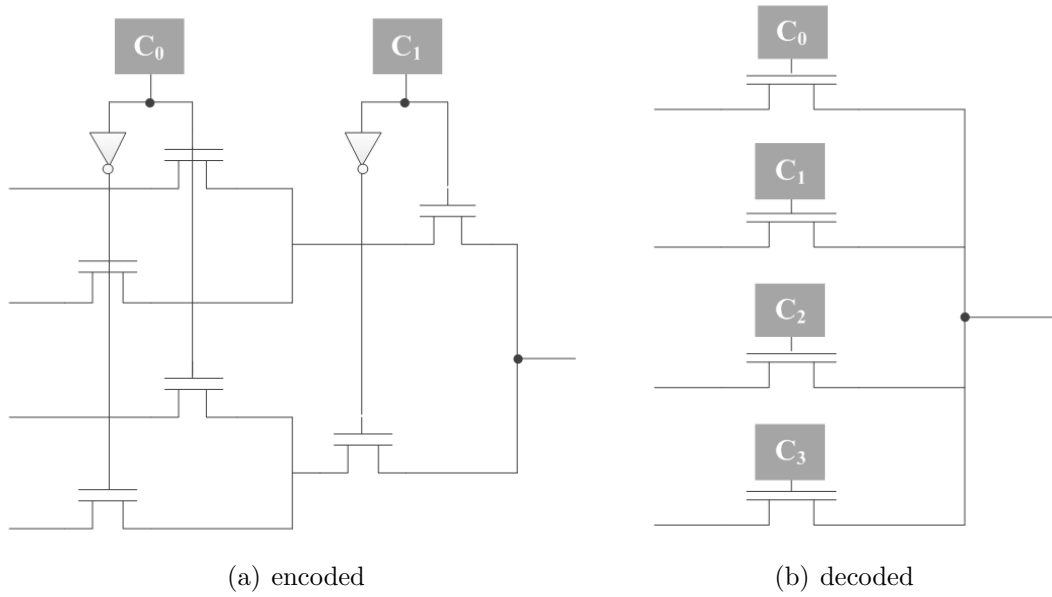 C₀
C₁
C₀
C₁
C₂
C₃
(a) encoded
(b) decoded